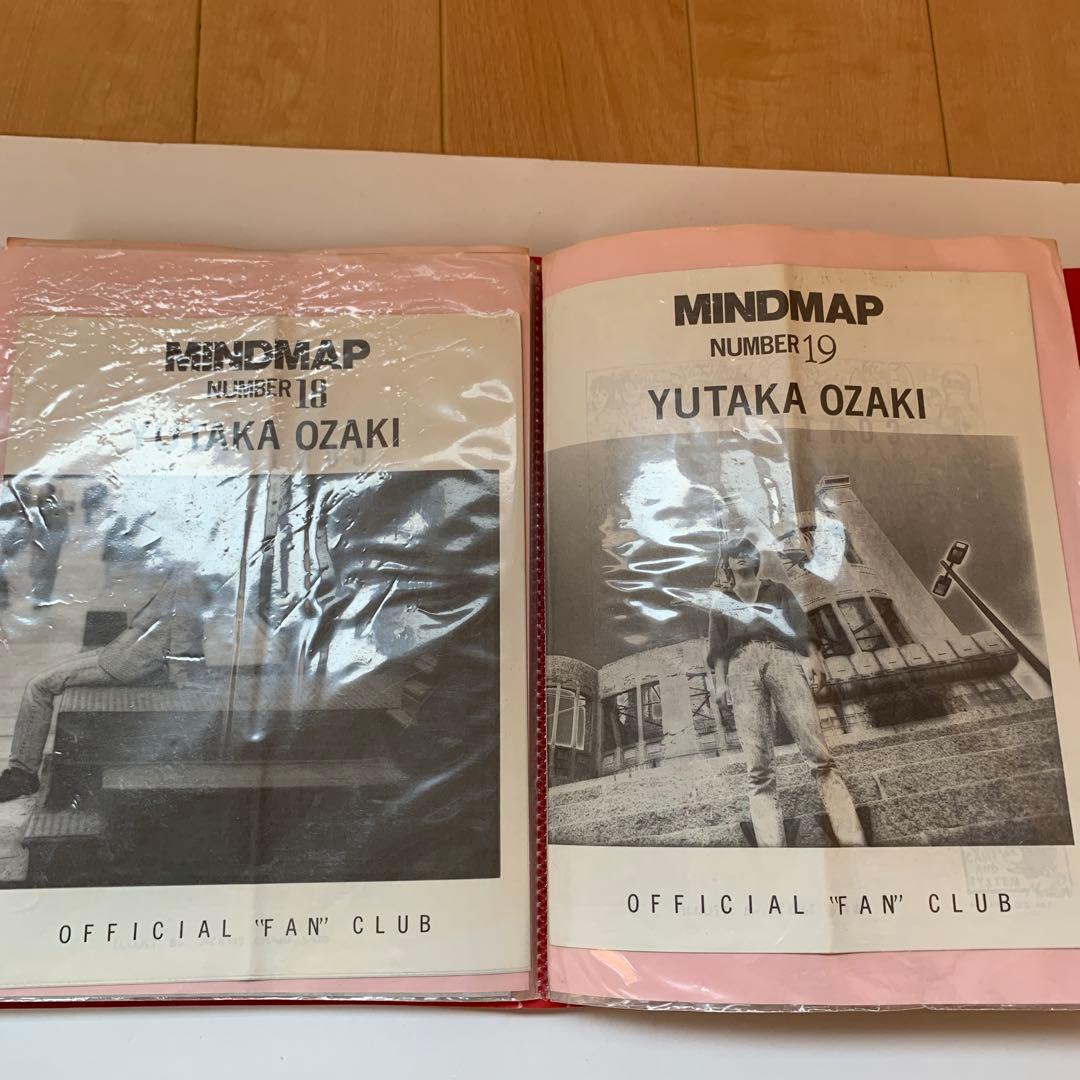 MINDMAP
NUMBER 18
YUTAKA OZAKI
OFFICIAL "FAN" CLUB
MINDMAP
NUMBER 19
YUTAKA OZAKI
OFFICIAL "FAN" CLUB